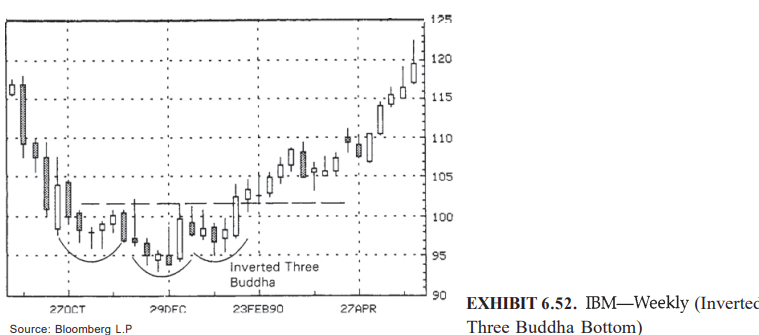 125
120
115
110
105
100
95
90
Inverted Three
Buddha
27OCT 29DEC 23FEB90 27APR
Source: Bloomberg L.P
EXHIBIT 6.52. IBM—Weekly (Inverted
Three Buddha Bottom)